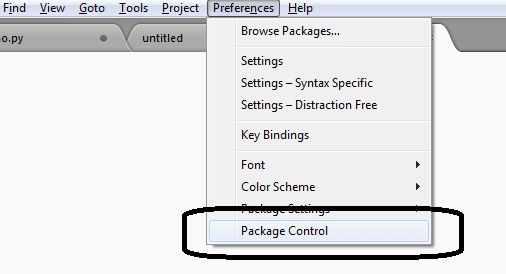 Find View Goto Tools Project Preferences Help
o.py untitled
Browse Packages...
Settings
Settings – Syntax Specific
Settings – Distraction Free
Key Bindings
Font
Color Scheme
Package Settings
Package Control